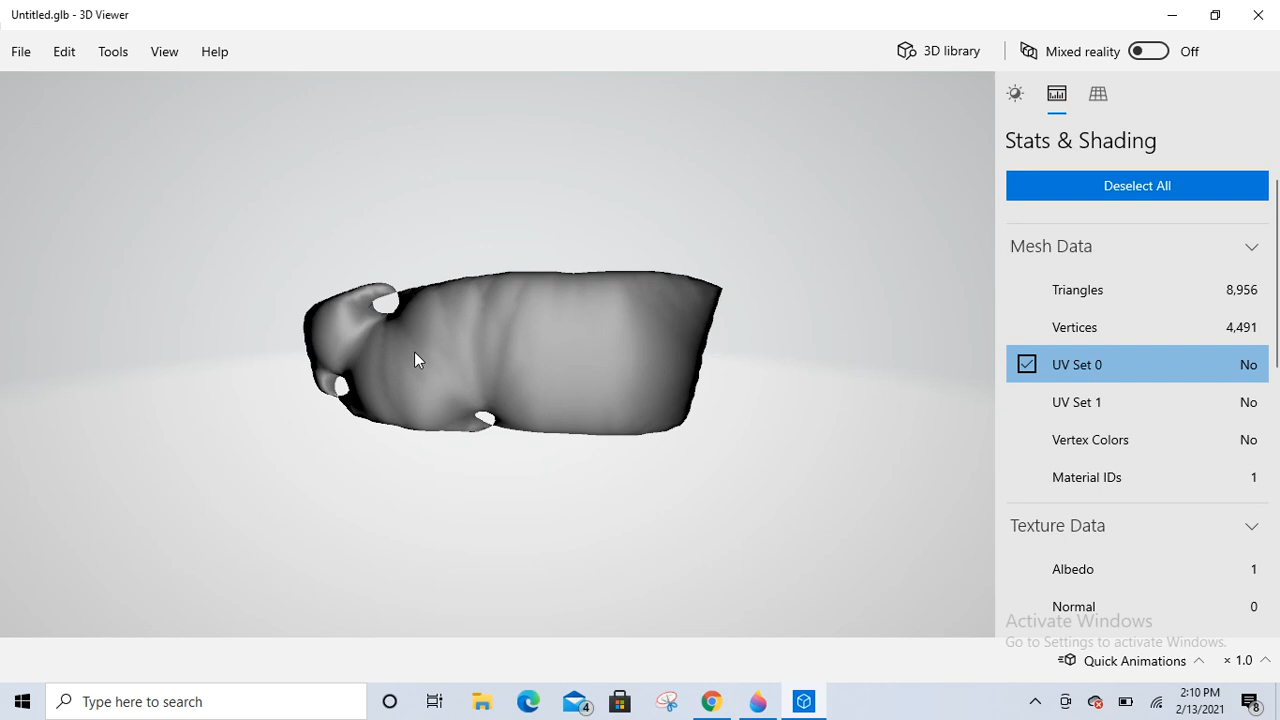 Untitled.glb - 3D Viewer
File Edit Tools View Help 3D library Mixed reality Off
Stats & Shading
Deselect All
Mesh Data
Triangles 8,956
Vertices 4,491
UV Set 0 No
UV Set 1 No
Vertex Colors No
Material IDs 1
Texture Data
Albedo 1
Normal 0
Activate Windows
Go to Settings to activate Windows.
Quick Animations × 1.0
Type here to search
4
2:10 PM
2/13/2021
8